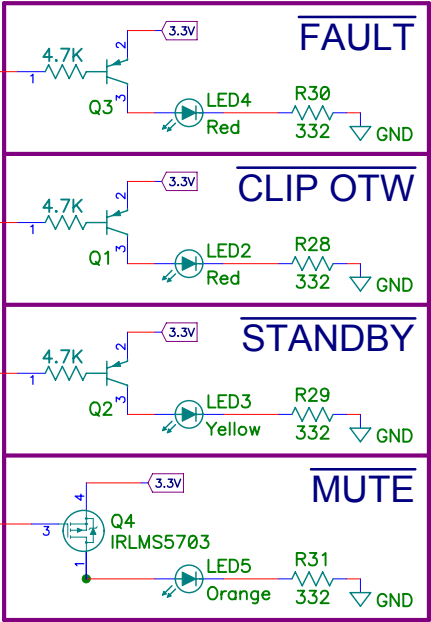 3.3V
FAULT
4.7K
2
1
3
Q3
LED4
Red
R30
332
GND
3.3V
CLIP OTW
4.7K
2
1
3
Q1
LED2
Red
R28
332
GND
3.3V
STANDBY
4.7K
2
1
3
Q2
LED3
Yellow
R29
332
GND
3.3V
MUTE
4
3
Q4
IRLMS5703
1
LED5
Orange
R31
332
GND